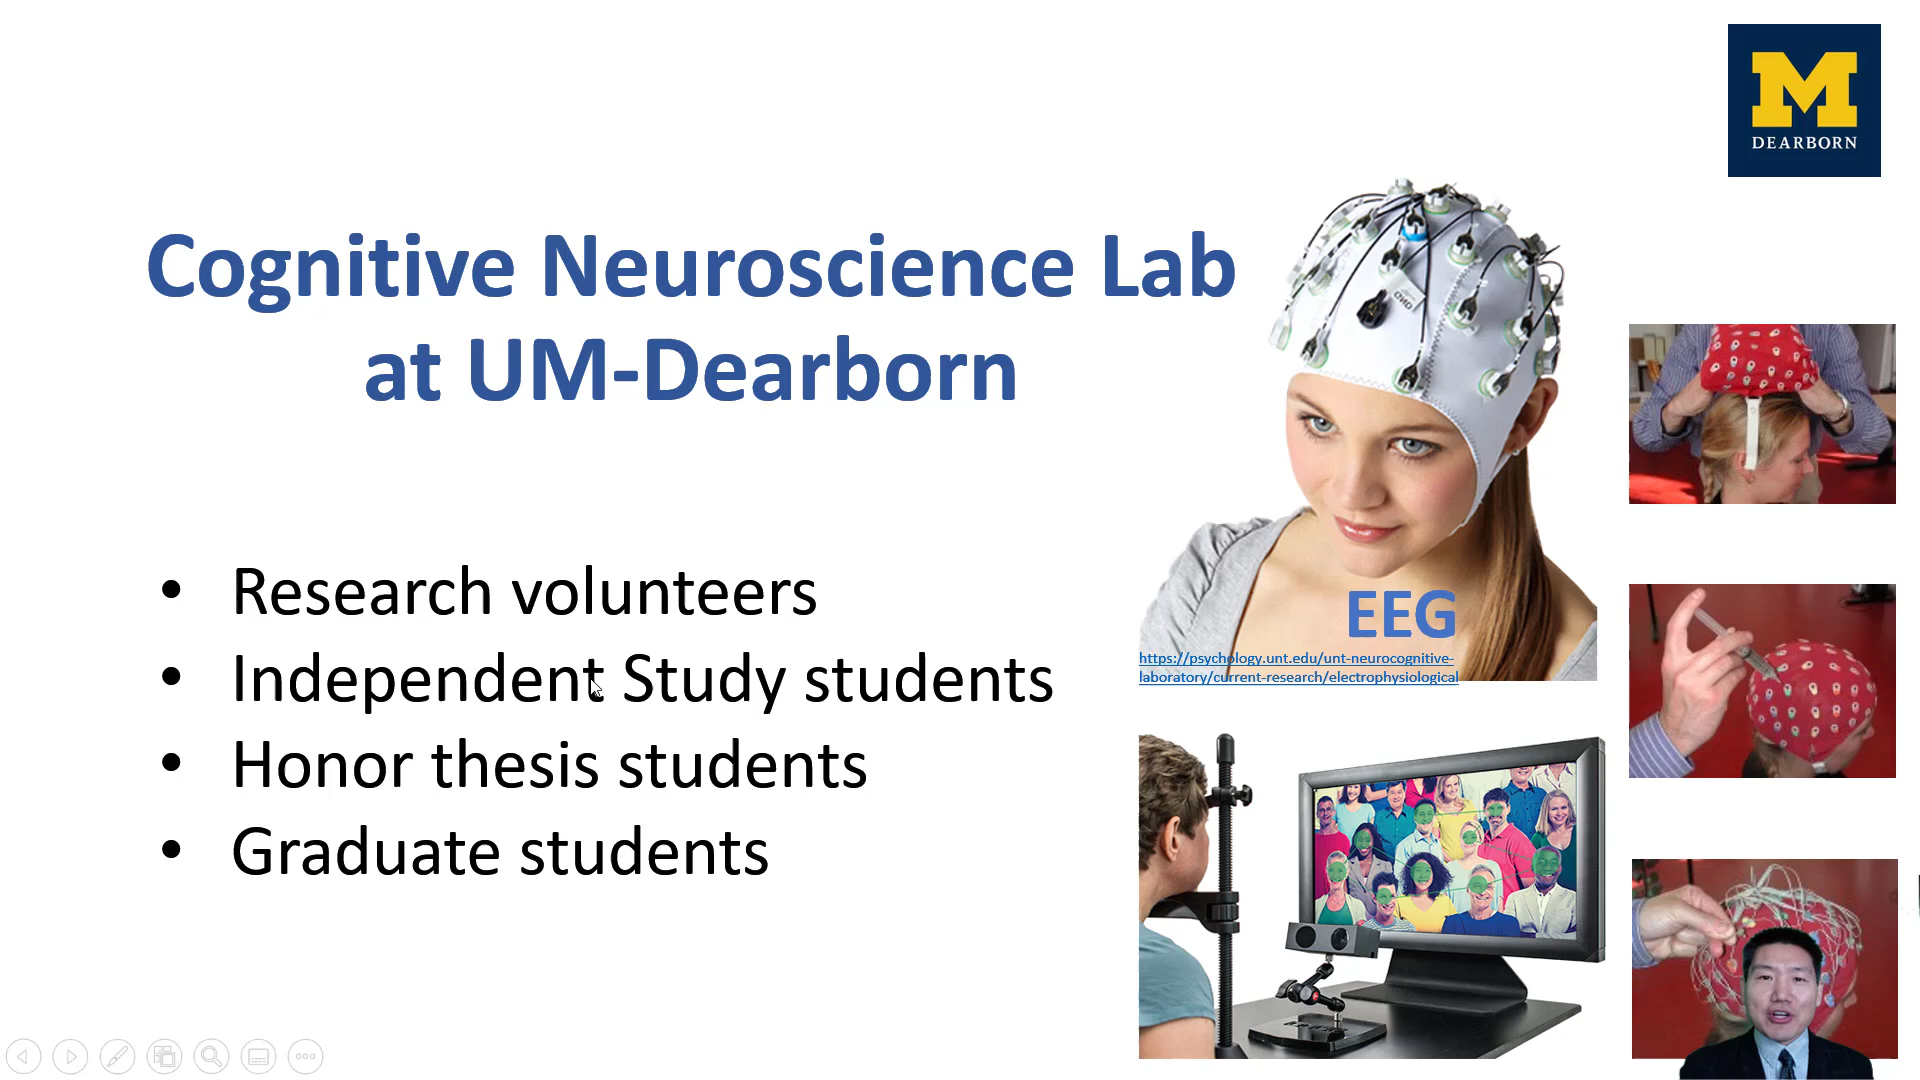 M
DEARBORN
Cognitive Neuroscience Lab
at UM-Dearborn
• Research volunteers
• Independent Study students
• Honor thesis students
• Graduate students
EEG
https://psychology.unt.edu/unt-neurocognitive-
laboratory/current-research/electrophysiological